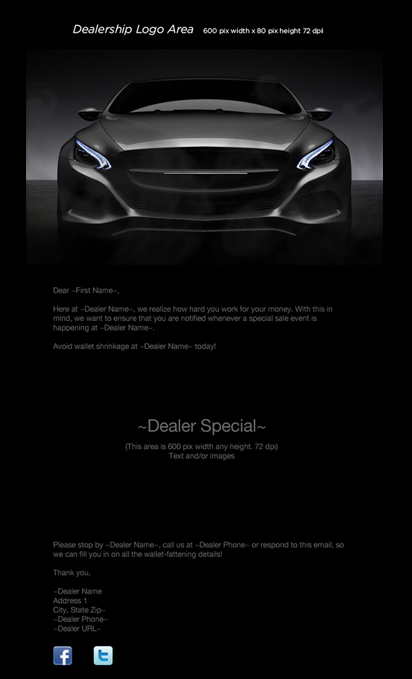 Dealership Logo Area 600 pix width x 80 pix height 72 dpi
Dear ~First Name~,
Here at ~Dealer Name~, we realize how hard you work for your money. With this
in mind, we want to ensure that you are notified whenever a special sale event is
happening at ~Dealer Name~.
Avoid wallet shrinkage at ~Dealer Name~ today!
~Dealer Special~
(This area is 600 pix width any height. 72 dpi)
Text and/or images
Please stop by ~Dealer Name~, call us at ~Dealer Phone~ or respond to this email, so
we can fill you in on all the wallet-fattening details!
Thank you,
~Dealer Name
Address 1
City, State Zip~
~Dealer Phone~
~Dealer URL~